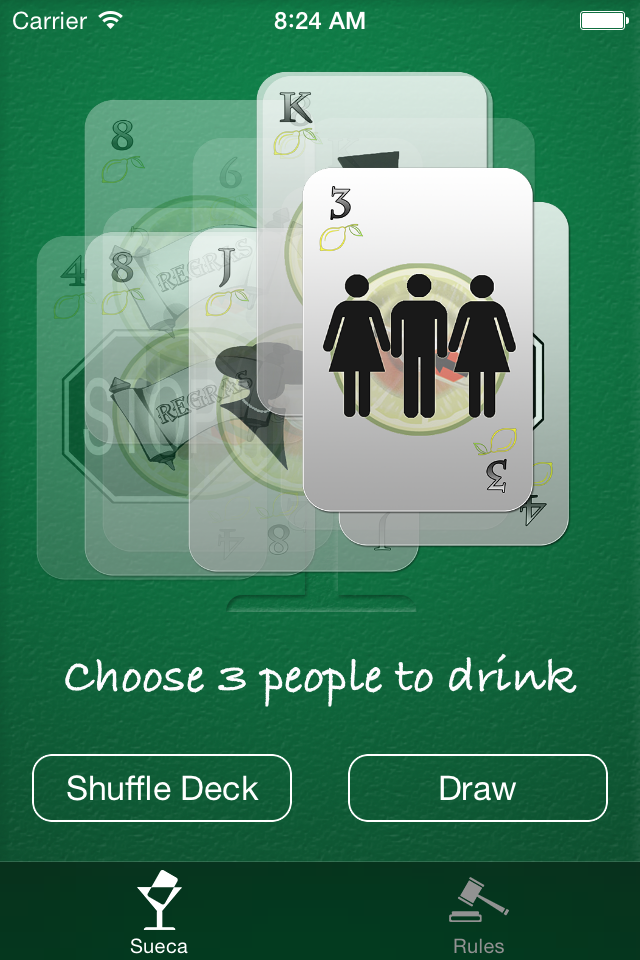 Carrier 8:24 AM
K
8
6
3
J
4 8
REGRAS
REGRAS
STOP
3
4
4 8
J
Choose 3 people to drink
Shuffle Deck Draw
Sueca Rules